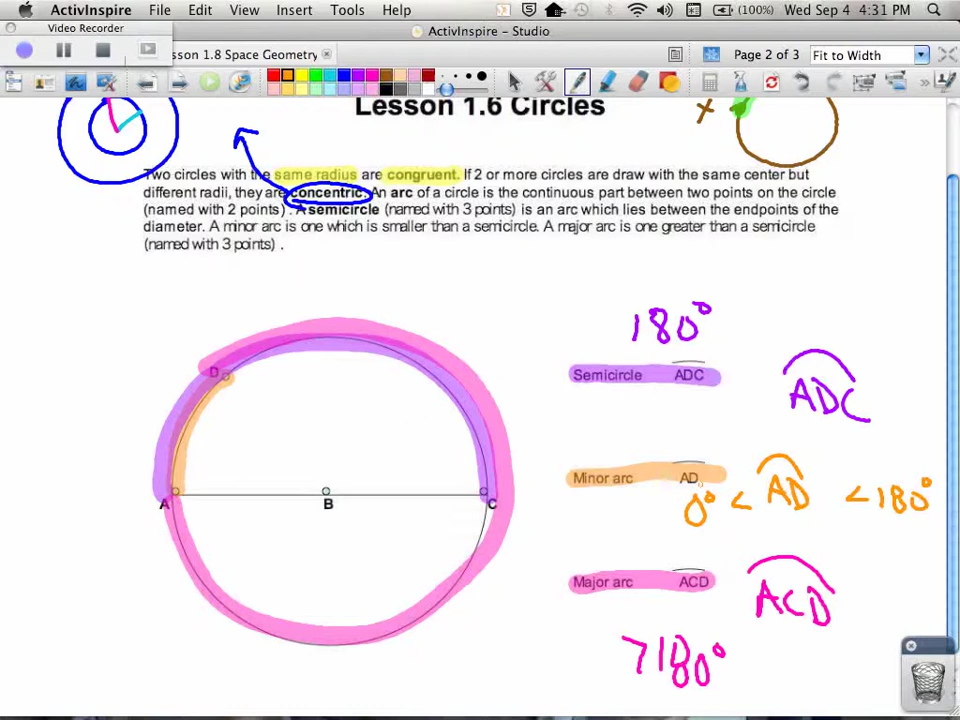 ActivInspire File Edit View Insert Tools Help (100%) Wed Sep 4 4:31 PM
Video Recorder
ActivInspire - Studio
sson 1.8 Space Geometry
Page 2 of 3 Fit to Width
Lesson 1.6 Circles
Two circles with the same radius are congruent. If 2 or more circles are draw with the same center but
different radii, they are concentric. An arc of a circle is the continuous part between two points on the circle
(named with 2 points) . A semicircle (named with 3 points) is an arc which lies between the endpoints of the
diameter. A minor arc is one which is smaller than a semicircle. A major arc is one greater than a semicircle
(named with 3 points) .
180°
D
Semicircle ADC
ADC
Minor arc AD
0° < AD < 180°
A B C
Major arc ACD
ACD
>180°